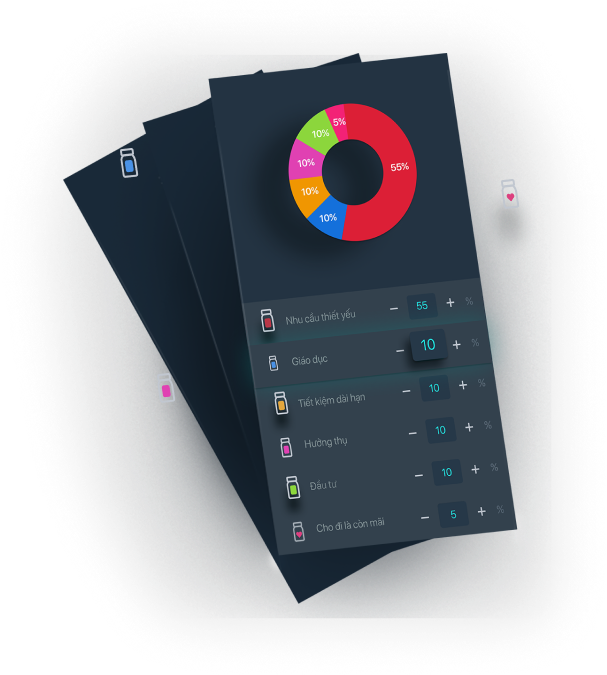 5%
10%
10%
55%
10%
10%
Nhu cầu thiết yếu − 55 + %
Giáo dục − 10 + %
Tiết kiệm dài hạn − 10 + %
Hưởng thụ − 10 + %
Đầu tư − 10 + %
Cho đi là còn mãi − 5 + %